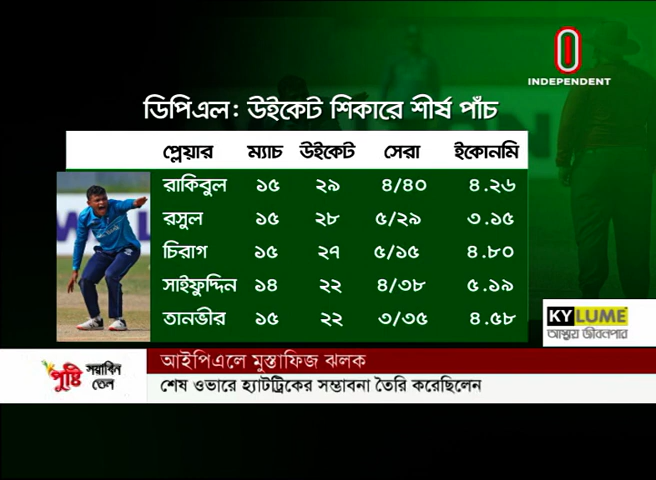 INDEPENDENT
ডিপিএল: উইকেট শিকারে শীর্ষ পাঁচ
প্লেয়ার ম্যাচ উইকেট সেরা ইকোনমি
রাকিবুল ১৫ ২৯ ৪/৪০ ৪.২৬
রসুল ১৫ ২৮ ৫/২৯ ৩.১৫
চিরাগ ১৫ ২৭ ৫/১৫ ৪.৮০
সাইফুদ্দিন ১৪ ২২ ৪/৩৮ ৫.১৯
তানভীর ১৫ ২২ ৩/৩৫ ৪.৫৮
KYLUME
আস্থায় জীবনপার
পুষ্টি সয়াবিন তেল
আইপিএলে মুস্তাফিজ ঝলক
শেষ ওভারে হ্যাটট্রিকের সম্ভাবনা তৈরি করেছিলেন